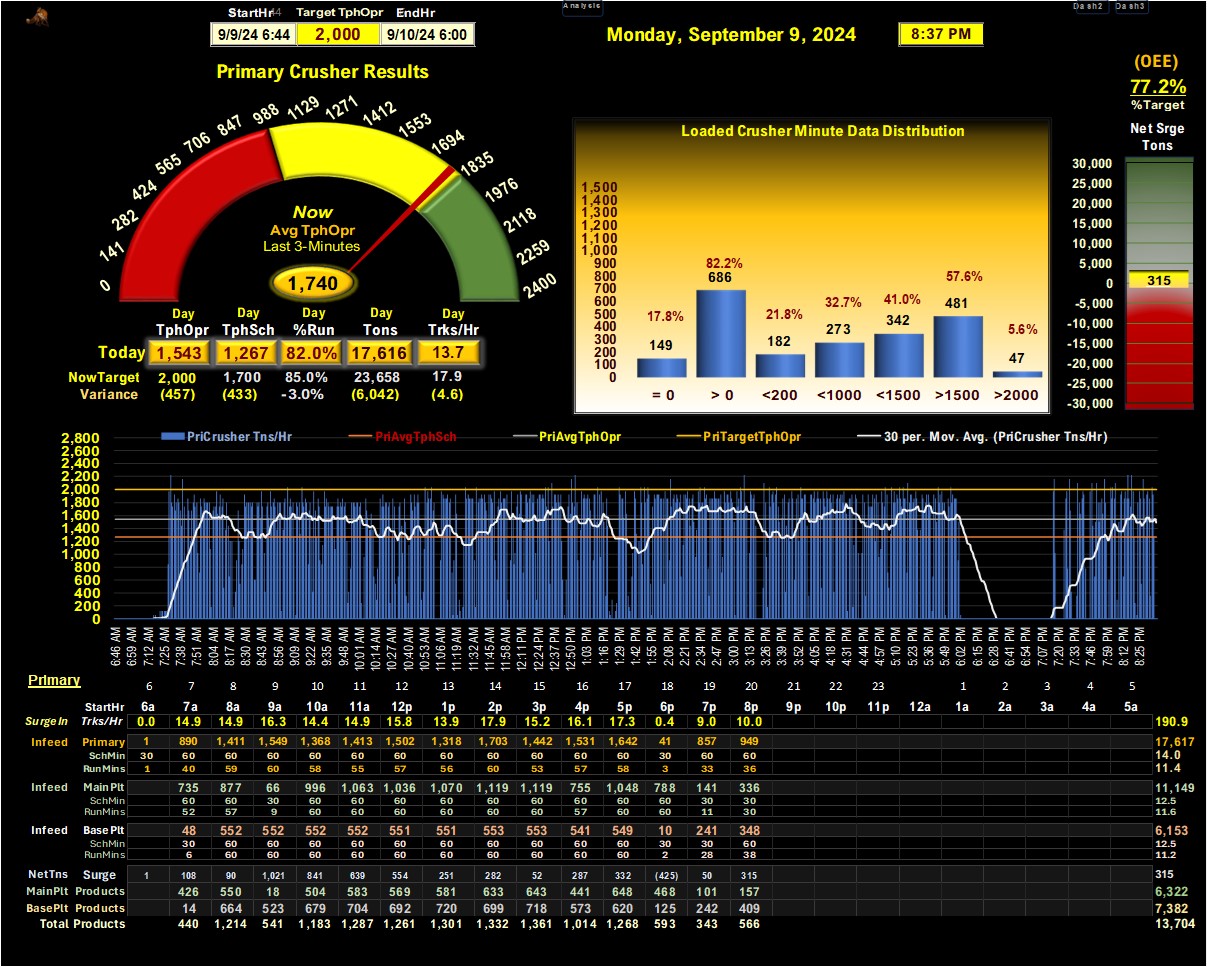 Analysis
Dash2 Dash3
StartHr Target TphOpr EndHr
9/9/24 6:44 2,000 9/10/24 6:00
Monday, September 9, 2024 8:37 PM
(OEE)
77.2%
%Target
Primary Crusher Results
0 141 282 424 565 706 847 988 1129 1271 1412 1553 1694 1835 1976 2118 2259 2400
Now
Avg TphOpr
Last 3-Minutes
1,740
Day Day Day Day Day
TphOpr TphSch %Run Tons Trks/Hr
Today 1,543 1,267 82.0% 17,616 13.7
NowTarget 2,000 1,700 85.0% 23,658 17.9
Variance (457) (433) -3.0% (6,042) (4.6)
Loaded Crusher Minute Data Distribution
1,500
1,400
1,300
1,200
1,100
1,000
900
800
700
600
500
400
300
200
100
0
17.8% 82.2% 21.8% 32.7% 41.0% 57.6% 5.6%
149 686 182 273 342 481 47
= 0 > 0 <200 <1000 <1500 >1500 >2000
Net Srge
Tons
30,000
25,000
20,000
15,000
10,000
5,000
0
-5,000
-10,000
-15,000
-20,000
-25,000
-30,000
315
PriCrusher Tns/Hr PriAvgTphSch PriAvgTphOpr PriTargetTphOpr 30 per. Mov. Avg. (PriCrusher Tns/Hr)
2,800
2,600
2,400
2,200
2,000
1,800
1,600
1,400
1,200
1,000
800
600
400
200
0
6:46 AM 6:59 AM 7:12 AM 7:25 AM 7:38 AM 7:51 AM 8:04 AM 8:17 AM 8:30 AM 8:43 AM 8:56 AM 9:09 AM 9:22 AM 9:35 AM 9:48 AM 10:01 AM 10:14 AM 10:27 AM 10:40 AM 10:53 AM 11:06 AM 11:19 AM 11:32 AM 11:45 AM 11:58 AM 12:11 PM 12:24 PM 12:37 PM 12:50 PM 1:03 PM 1:16 PM 1:29 PM 1:42 PM 1:55 PM 2:08 PM 2:21 PM 2:34 PM 2:47 PM 3:00 PM 3:13 PM 3:26 PM 3:39 PM 3:52 PM 4:05 PM 4:18 PM 4:31 PM 4:44 PM 4:57 PM 5:10 PM 5:23 PM 5:36 PM 5:49 PM 6:02 PM 6:15 PM 6:28 PM 6:41 PM 6:54 PM 7:07 PM 7:20 PM 7:33 PM 7:46 PM 7:59 PM 8:12 PM 8:25 PM
Primary 6 7 8 9 10 11 12 13 14 15 16 17 18 19 20 21 22 23 1 2 3 4 5
StartHr 6a 7a 8a 9a 10a 11a 12p 1p 2p 3p 4p 5p 6p 7p 8p 9p 10p 11p 12a 1a 2a 3a 4a 5a
SurgeIn Trks/Hr 0.0 14.9 14.9 16.3 14.4 14.9 15.8 13.9 17.9 15.2 16.1 17.3 0.4 9.0 10.0 190.9
Infeed Primary 1 890 1,411 1,549 1,368 1,413 1,502 1,318 1,703 1,442 1,531 1,642 41 857 949 17,617
SchMin 30 60 60 60 60 60 60 60 60 60 60 60 30 60 60 14.0
RunMins 1 40 59 60 58 55 57 56 60 53 57 58 3 33 36 11.4
Infeed MainPlt 735 877 66 996 1,063 1,036 1,070 1,119 1,119 755 1,048 788 141 336 11,149
SchMin 60 60 30 60 60 60 60 60 60 60 60 60 30 30 12.5
RunMins 52 57 9 60 60 60 60 60 60 57 60 60 11 30 11.6
Infeed Base Plt 48 552 552 552 552 551 551 553 553 541 549 10 241 348 6,153
SchMin 30 60 60 60 60 60 60 60 60 60 60 30 30 60 12.5
RunMins 6 60 60 60 60 60 60 60 60 60 60 2 28 38 11.2
NetTns Surge 1 108 90 1,021 841 639 554 251 282 52 287 332 (425) 50 315 315
MainPlt Products 426 550 18 504 583 569 581 633 643 441 648 468 101 157 6,322
BasePlt Products 14 664 523 679 704 692 720 699 718 573 620 125 242 409 7,382
Total Products 440 1,214 541 1,183 1,287 1,261 1,301 1,332 1,361 1,014 1,268 593 343 566 13,704